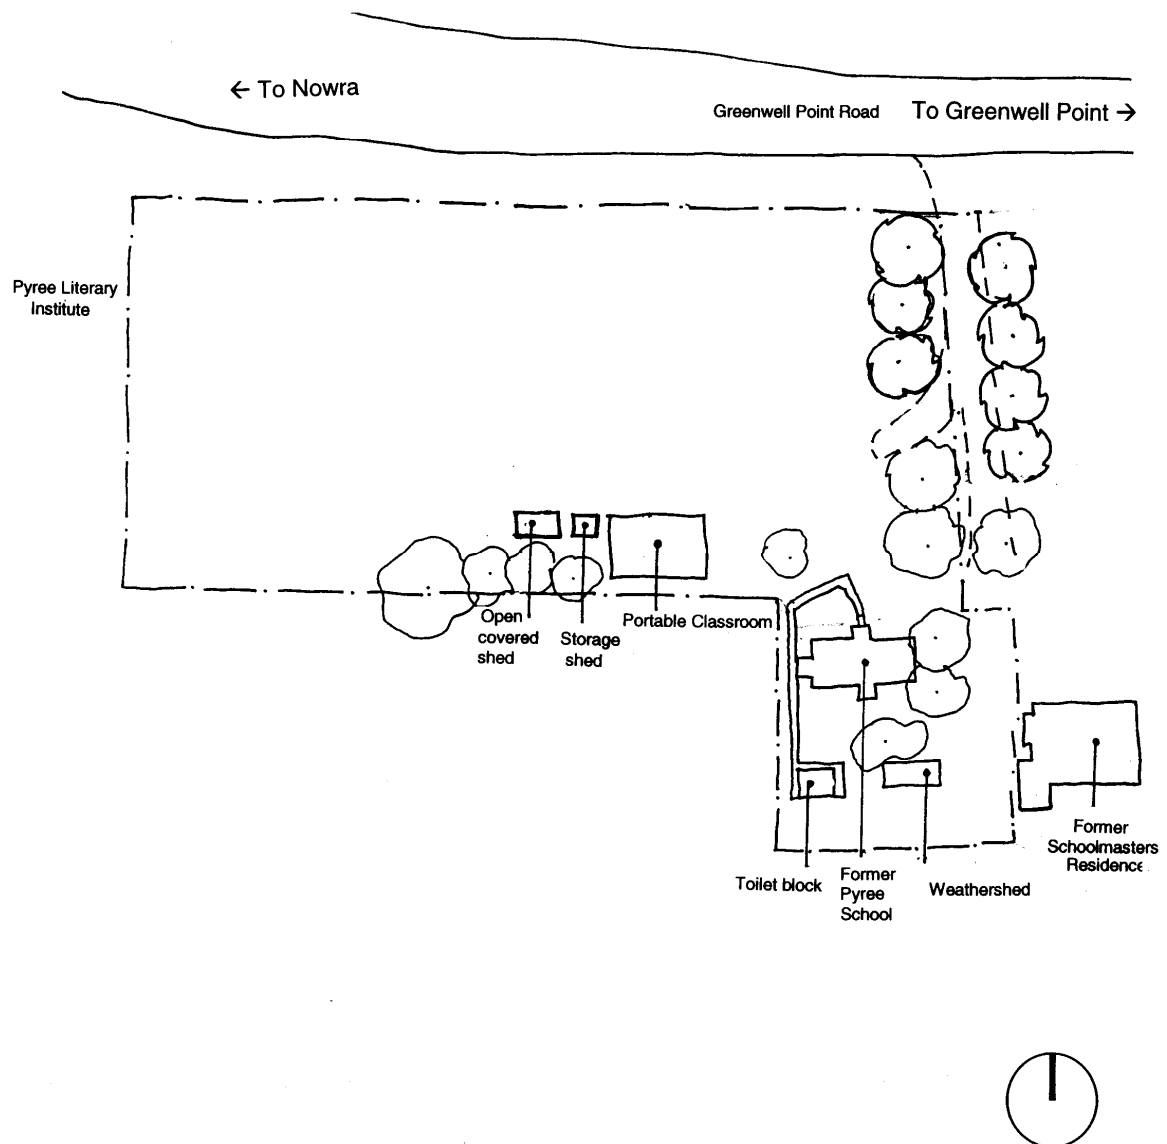 ← To Nowra
Greenwell Point Road
To Greenwell Point →
Pyree Literary
Institute
Open
covered
shed
Storage
shed
Portable Classroom
Toilet block
Former
Pyree
School
Weathershed
Former
Schoolmasters
Residence